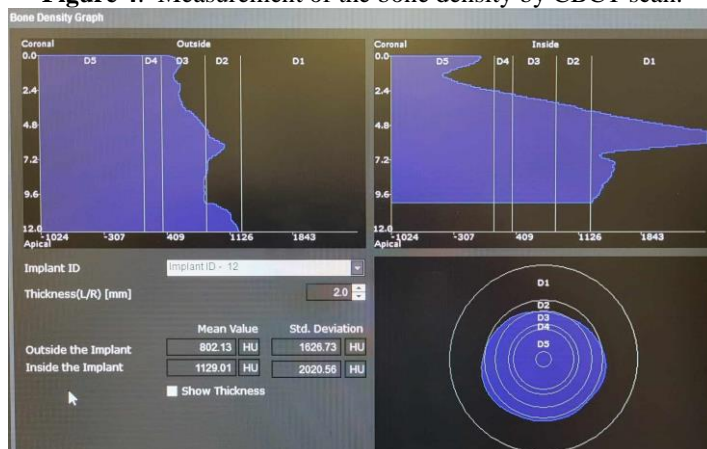 Figure 4. Measurement of the bone density by CBCT scan.
Bone Density Graph
Coronal Outside
0.0 D5 D4 D3 D2 D1
2.4
4.8
7.2
9.6
12.0
Apical -1024 -307 409 1126 1843
Coronal Inside
0.0 D5 D4 D3 D2 D1
2.4
4.8
7.2
9.6
12.0
Apical -1024 -307 409 1126 1843
Implant ID Implant ID - 12
Thickness(L/R) [mm] 2.0
Mean Value Std. Deviation
Outside the Implant 802.13 HU 1626.73 HU
Inside the Implant 1129.01 HU 2020.56 HU
Show Thickness
D1
D2
D3
D4
D5